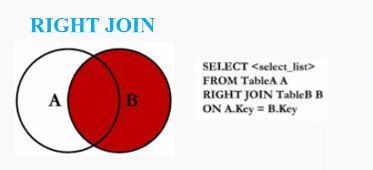 RIGHT JOIN
A
B
SELECT <select_list>
FROM TableA A
RIGHT JOIN TableB B
ON A.Key = B.Key